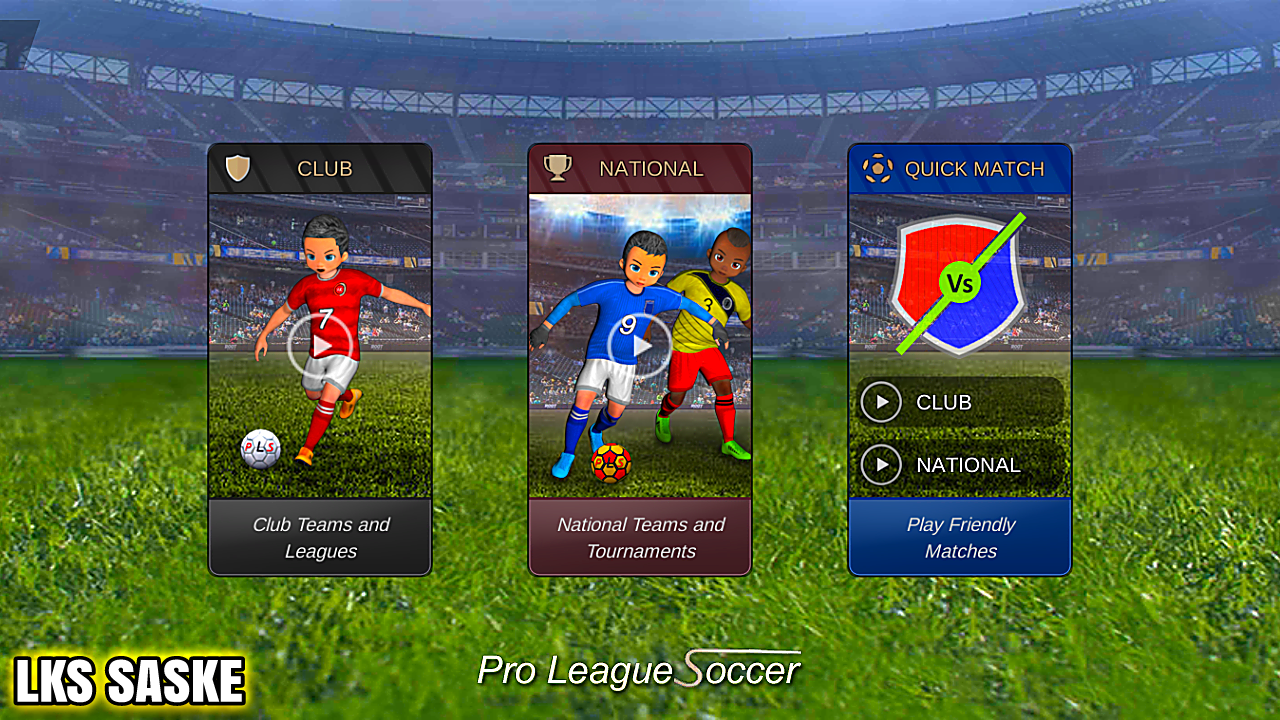 CLUB
NATIONAL
QUICK MATCH
7
9
3
Vs
PLS
PLS
CLUB
NATIONAL
Club Teams and
Leagues
National Teams and
Tournaments
Play Friendly
Matches
Pro League Soccer
LKS SASKE